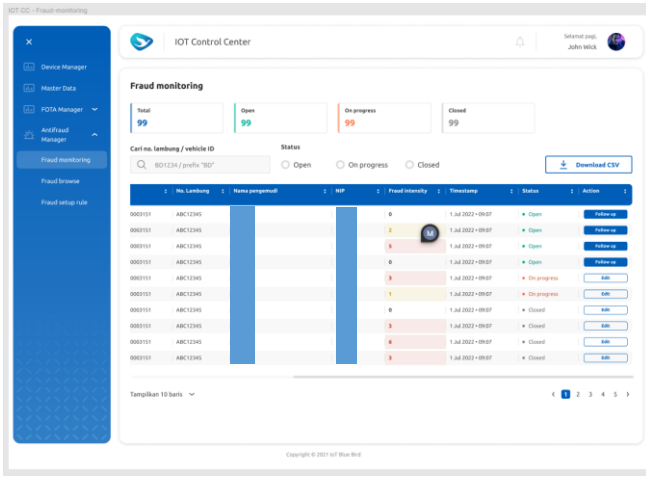 IOT CC - Fraud-monitoring
IOT Control Center
Selamat pagi,
John Wick
Device Manager
Master Data
FOTA Manager
Antifraud Manager
Fraud monitoring
Fraud browse
Fraud setup rule
Fraud monitoring
Total
99
Open
99
On progress
99
Closed
99
Cari no. lambung / vehicle ID
Status
BD1234 / prefix "BD"
Open
On progress
Closed
Download CSV
No. Lambung Nama pengemudi NIP Fraud intensity Timestamp Status Action
0003151 ABC12345 0 1 Jul 2022 • 09:07 Open Follow-up
0003151 ABC12345 2 M 1 Jul 2022 • 09:07 Open Follow-up
0003151 ABC12345 5 1 Jul 2022 • 09:07 Open Follow-up
0003151 ABC12345 0 1 Jul 2022 • 09:07 Open Follow-up
0003151 ABC12345 3 1 Jul 2022 • 09:07 On progress Edit
0003151 ABC12345 1 1 Jul 2022 • 09:07 On progress Edit
0003151 ABC12345 0 1 Jul 2022 • 09:07 Closed Edit
0003151 ABC12345 3 1 Jul 2022 • 09:07 Closed Edit
0003151 ABC12345 6 1 Jul 2022 • 09:07 Closed Edit
0003151 ABC12345 3 1 Jul 2022 • 09:07 Closed Edit
Tampilkan 10 baris
1 2 3 4 5
Copyright © 2021 IoT Blue Bird